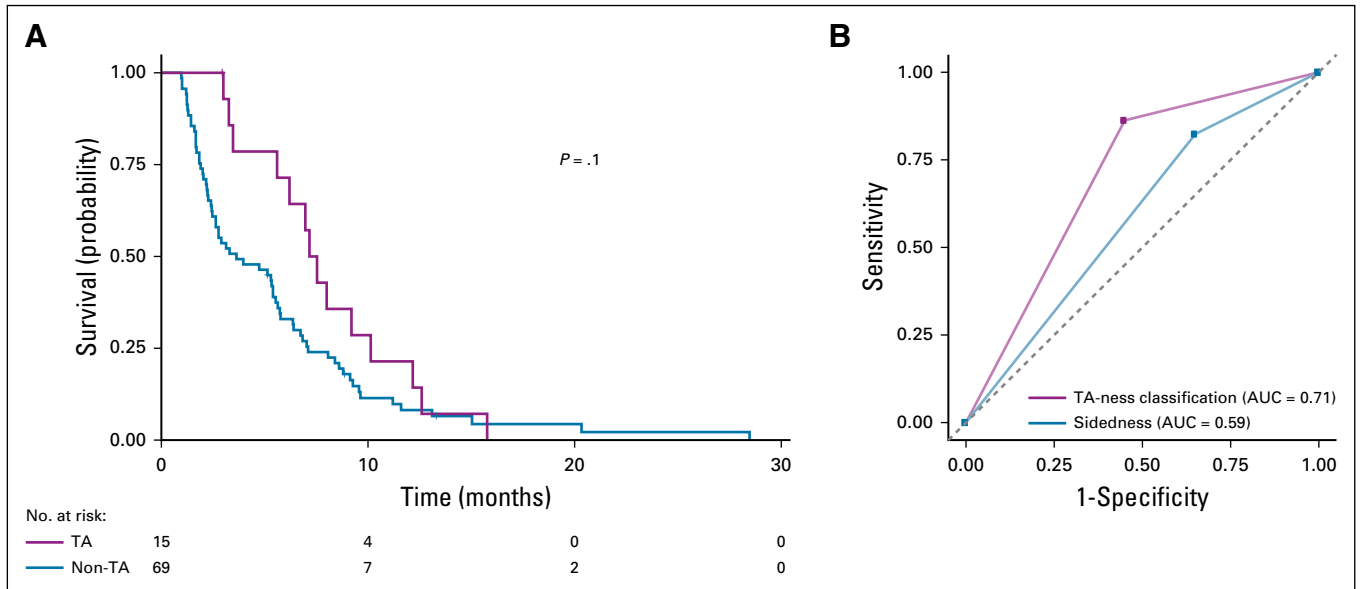 A
B
1.00
0.75
0.50
0.25
0.00
Survival (probability)
P = .1
0
10
20
30
Time (months)
No. at risk:
TA 15 4 0 0
Non-TA 69 7 2 0
1.00
0.75
0.50
0.25
0.00
Sensitivity
TA-ness classification (AUC = 0.71)
Sidedness (AUC = 0.59)
0.00
0.25
0.50
0.75
1.00
1-Specificity